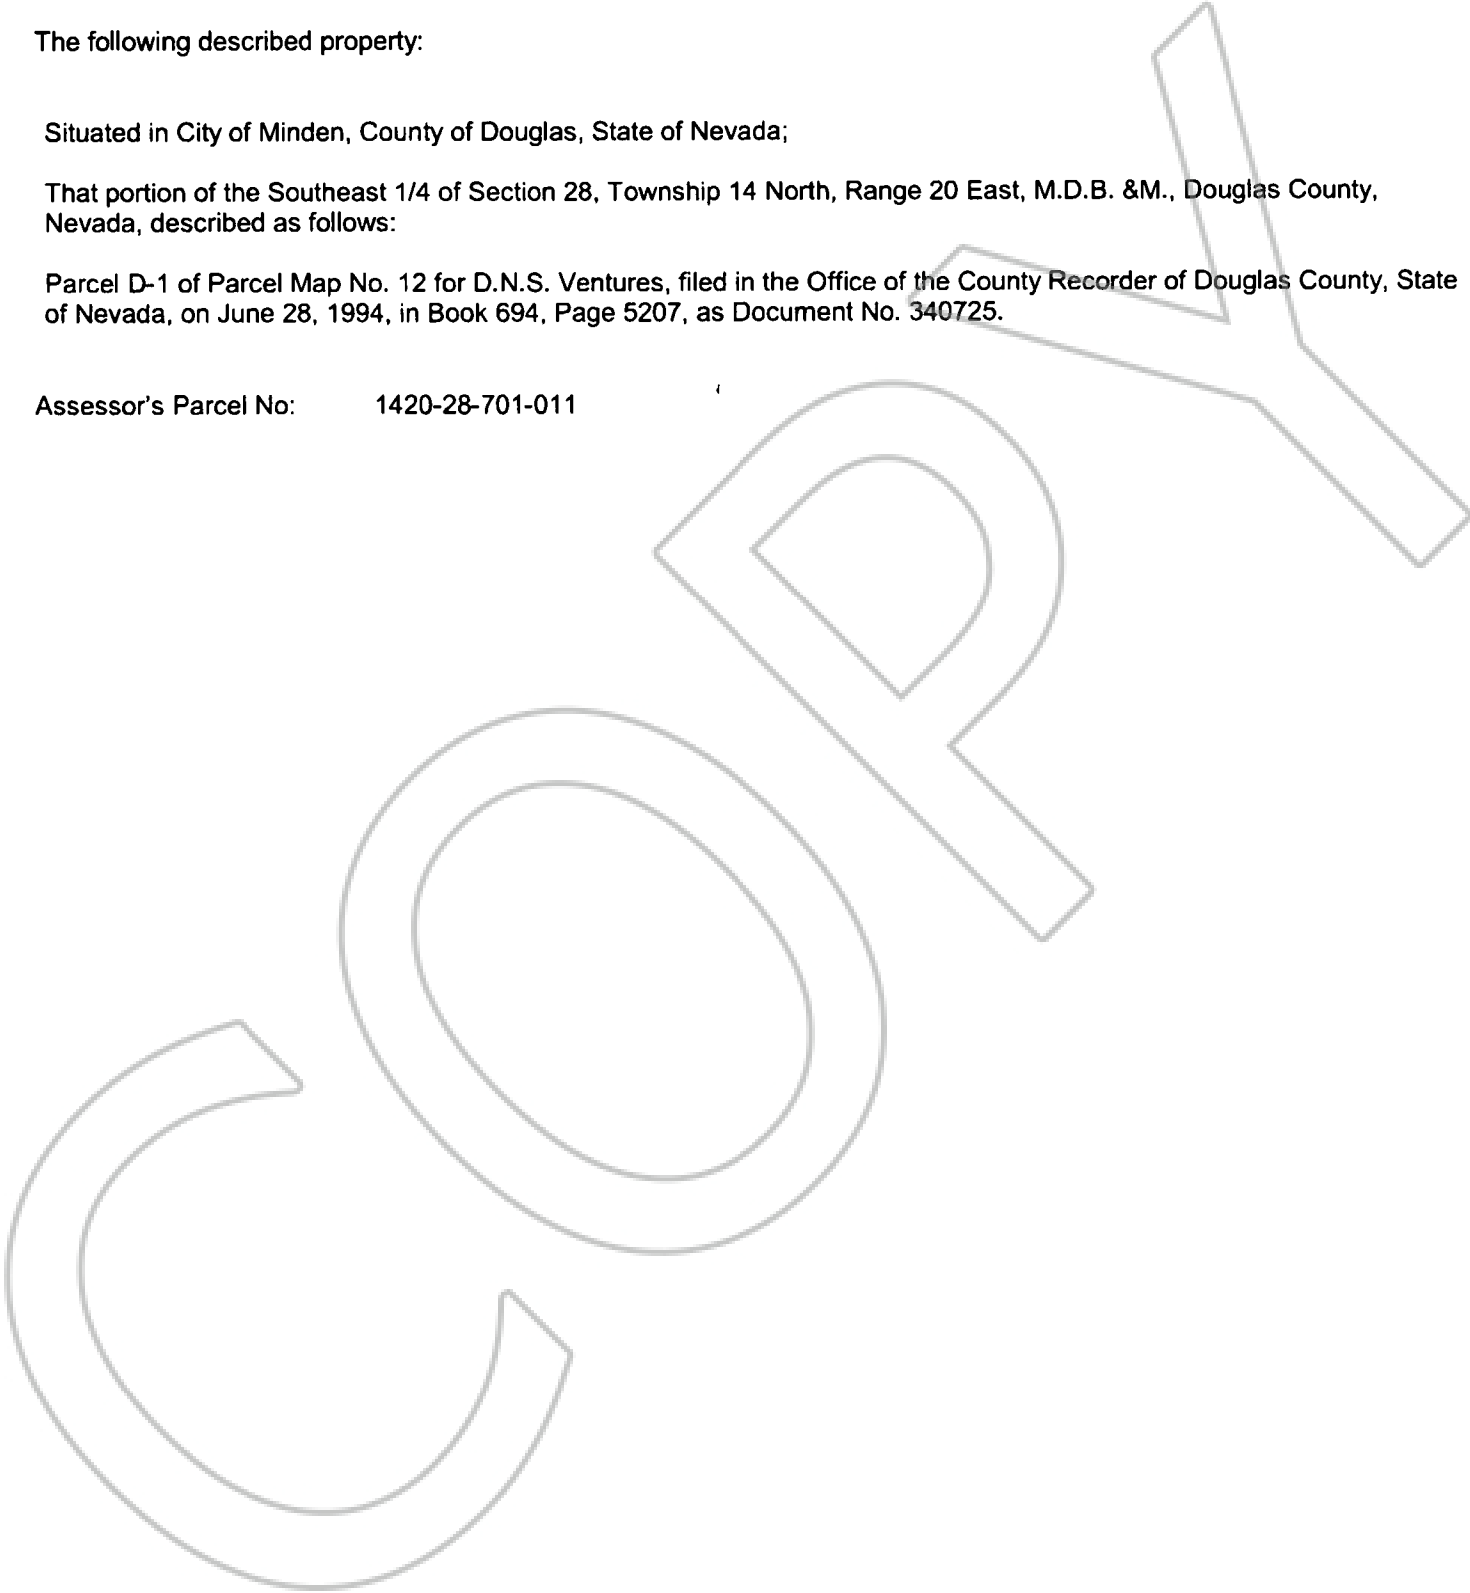 The following described property:
Situated in City of Minden, County of Douglas, State of Nevada;
That portion of the Southeast 1/4 of Section 28, Township 14 North, Range 20 East, M.D.B. &M., Douglas County,
Nevada, described as follows:
Parcel D-1 of Parcel Map No. 12 for D.N.S. Ventures, filed in the Office of the County Recorder of Douglas County, State
of Nevada, on June 28, 1994, in Book 694, Page 5207, as Document No. 340725.
Assessor's Parcel No: 1420-28-701-011
COPY